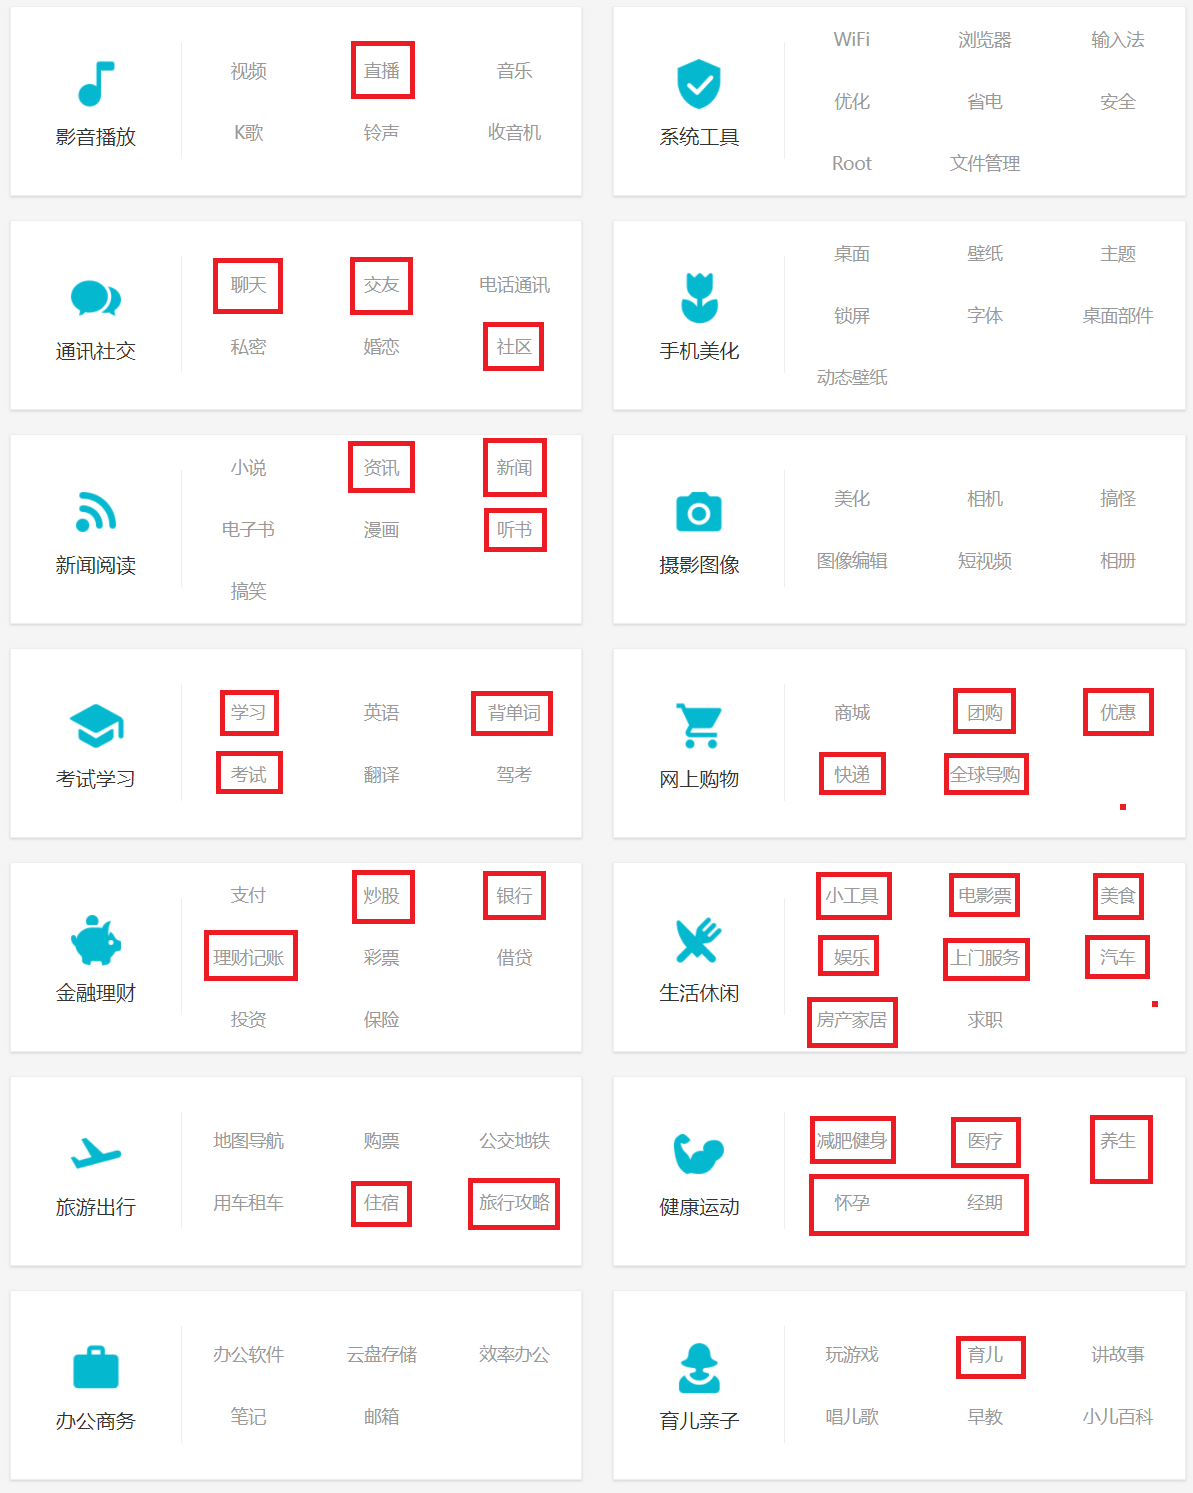 影音播放
视频 直播 音乐
K歌 铃声 收音机
系统工具
WiFi 浏览器 输入法
优化 省电 安全
Root 文件管理
通讯社交
聊天 交友 电话通讯
私密 婚恋 社区
手机美化
桌面 壁纸 主题
锁屏 字体 桌面部件
动态壁纸
新闻阅读
小说 资讯 新闻
电子书 漫画 听书
搞笑
摄影图像
美化 相机 搞怪
图像编辑 短视频 相册
考试学习
学习 英语 背单词
考试 翻译 驾考
网上购物
商城 团购 优惠
快递 全球导购
金融理财
支付 炒股 银行
理财记账 彩票 借贷
投资 保险
生活休闲
小工具 电影票 美食
娱乐 上门服务 汽车
房产家居 求职
旅游出行
地图导航 购票 公交地铁
用车租车 住宿 旅行攻略
健康运动
减肥健身 医疗 养生
怀孕 经期
办公商务
办公软件 云盘存储 效率办公
笔记 邮箱
育儿亲子
玩游戏 育儿 讲故事
唱儿歌 早教 小儿百科